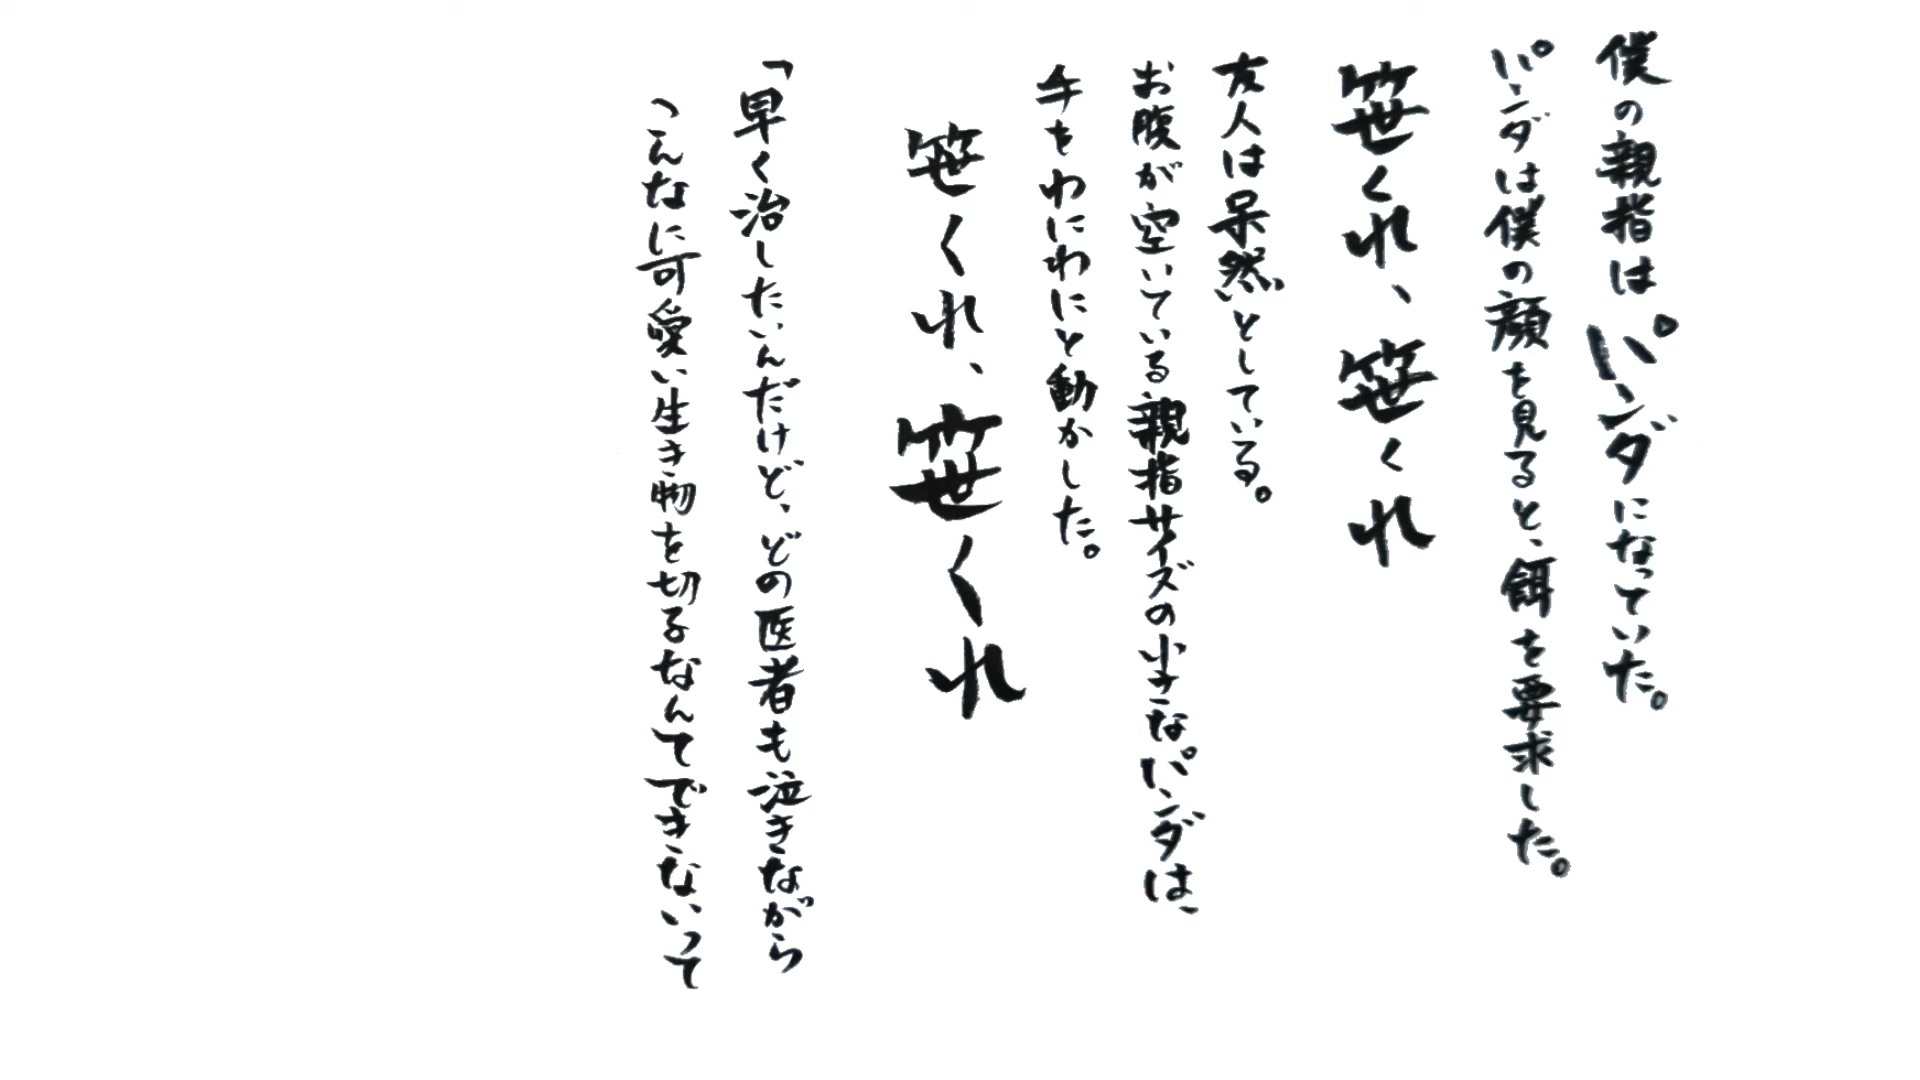 僕の親指はパンダになっていた。
パンダは僕の顔を見ると、餌を要求した。
笹くれ、笹くれ
友人は呆然としている。
お腹が空いている親指サイズの小さなパンダは、
手をわにわにと動かした。
笹くれ、笹くれ
「早く治したいんだけど、どの医者も泣きながら
こんなに可愛い生き物を切るなんてできないって